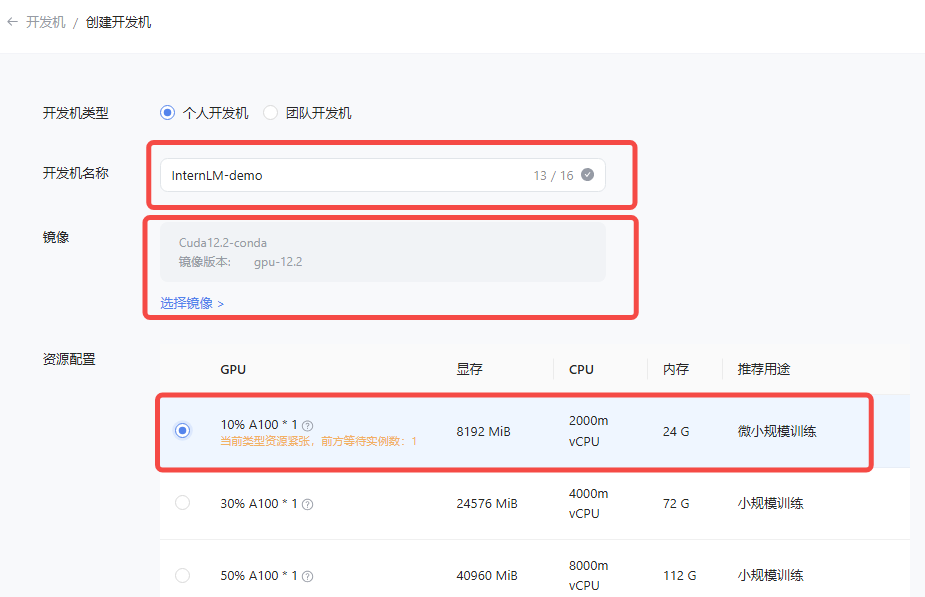 ← 开发机 / 创建开发机
开发机类型 个人开发机 团队开发机
开发机名称 InternLM-demo 13 / 16
镜像 Cuda12.2-conda
镜像版本: gpu-12.2
选择镜像 >
资源配置 GPU 显存 CPU 内存 推荐用途
10% A100 * 1 8192 MiB 2000m vCPU 24 G 微小规模训练
当前类型资源紧张，前方等待实例数：1
30% A100 * 1 24576 MiB 4000m vCPU 72 G 小规模训练
50% A100 * 1 40960 MiB 8000m vCPU 112 G 小规模训练